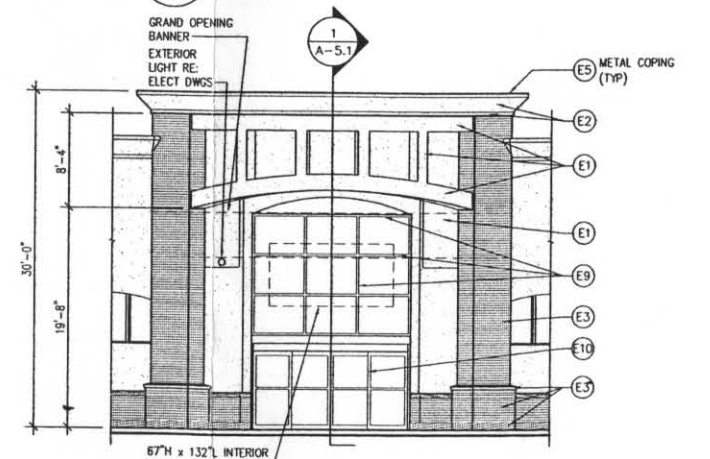 GRAND OPENING
BANNER
EXTERIOR
LIGHT RE:
ELECT DWGS
1
A-5.1
E5 METAL COPING
(TYP)
E2
E1
E1
E9
E3
E10
E3
8'-4"
30'-0"
19'-8"
67"H x 132"L INTERIOR